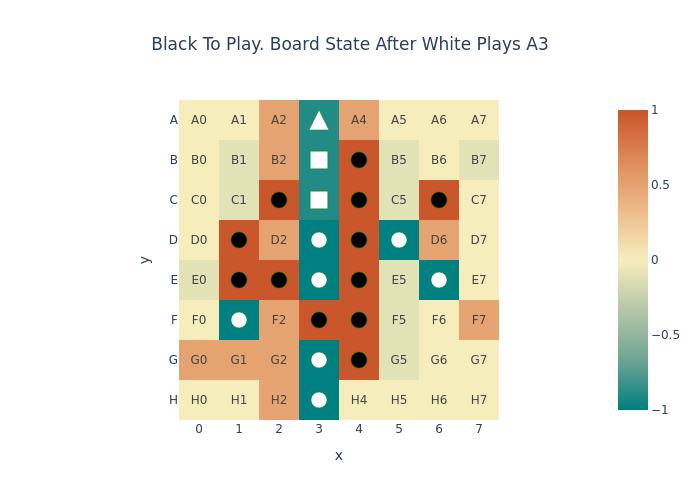 Black To Play. Board State After White Plays A3
A A0 A1 A2 A4 A5 A6 A7
B B0 B1 B2 B5 B6 B7
C C0 C1 C5 C7
D D0 D2 D6 D7
E E0 E5 E7
F F0 F2 F5 F6 F7
G G0 G1 G2 G5 G6 G7
H H0 H1 H2 H4 H5 H6 H7
0 1 2 3 4 5 6 7
x
y
1
0.5
0
−0.5
−1